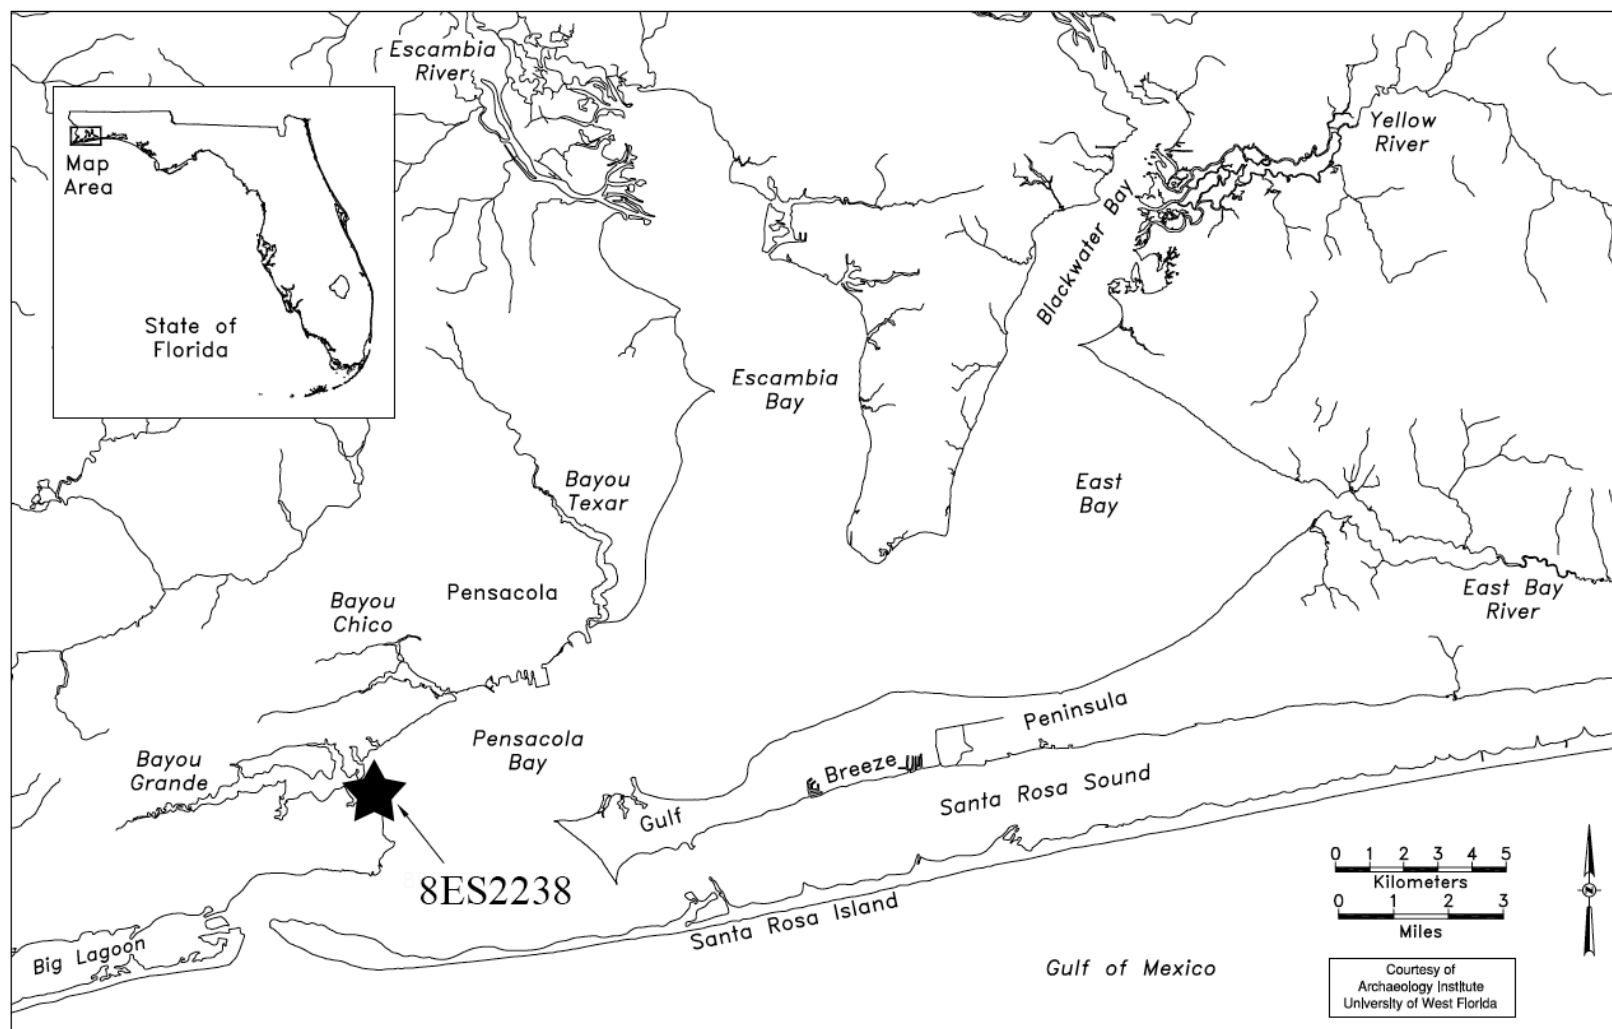 Escambia
River
Yellow
River
Map
Area
State of
Florida
Blackwater Bay
Escambia
Bay
Bayou
Texar
East
Bay
Bayou
Chico
Pensacola
East Bay
River
Bayou
Grande
Pensacola
Bay
Gulf Breeze Peninsula
Santa Rosa Sound
8ES2238
Santa Rosa Island
Big Lagoon
Gulf of Mexico
0 1 2 3 4 5
Kilometers
0 1 2 3
Miles
N
Courtesy of
Archaeology Institute
University of West Florida